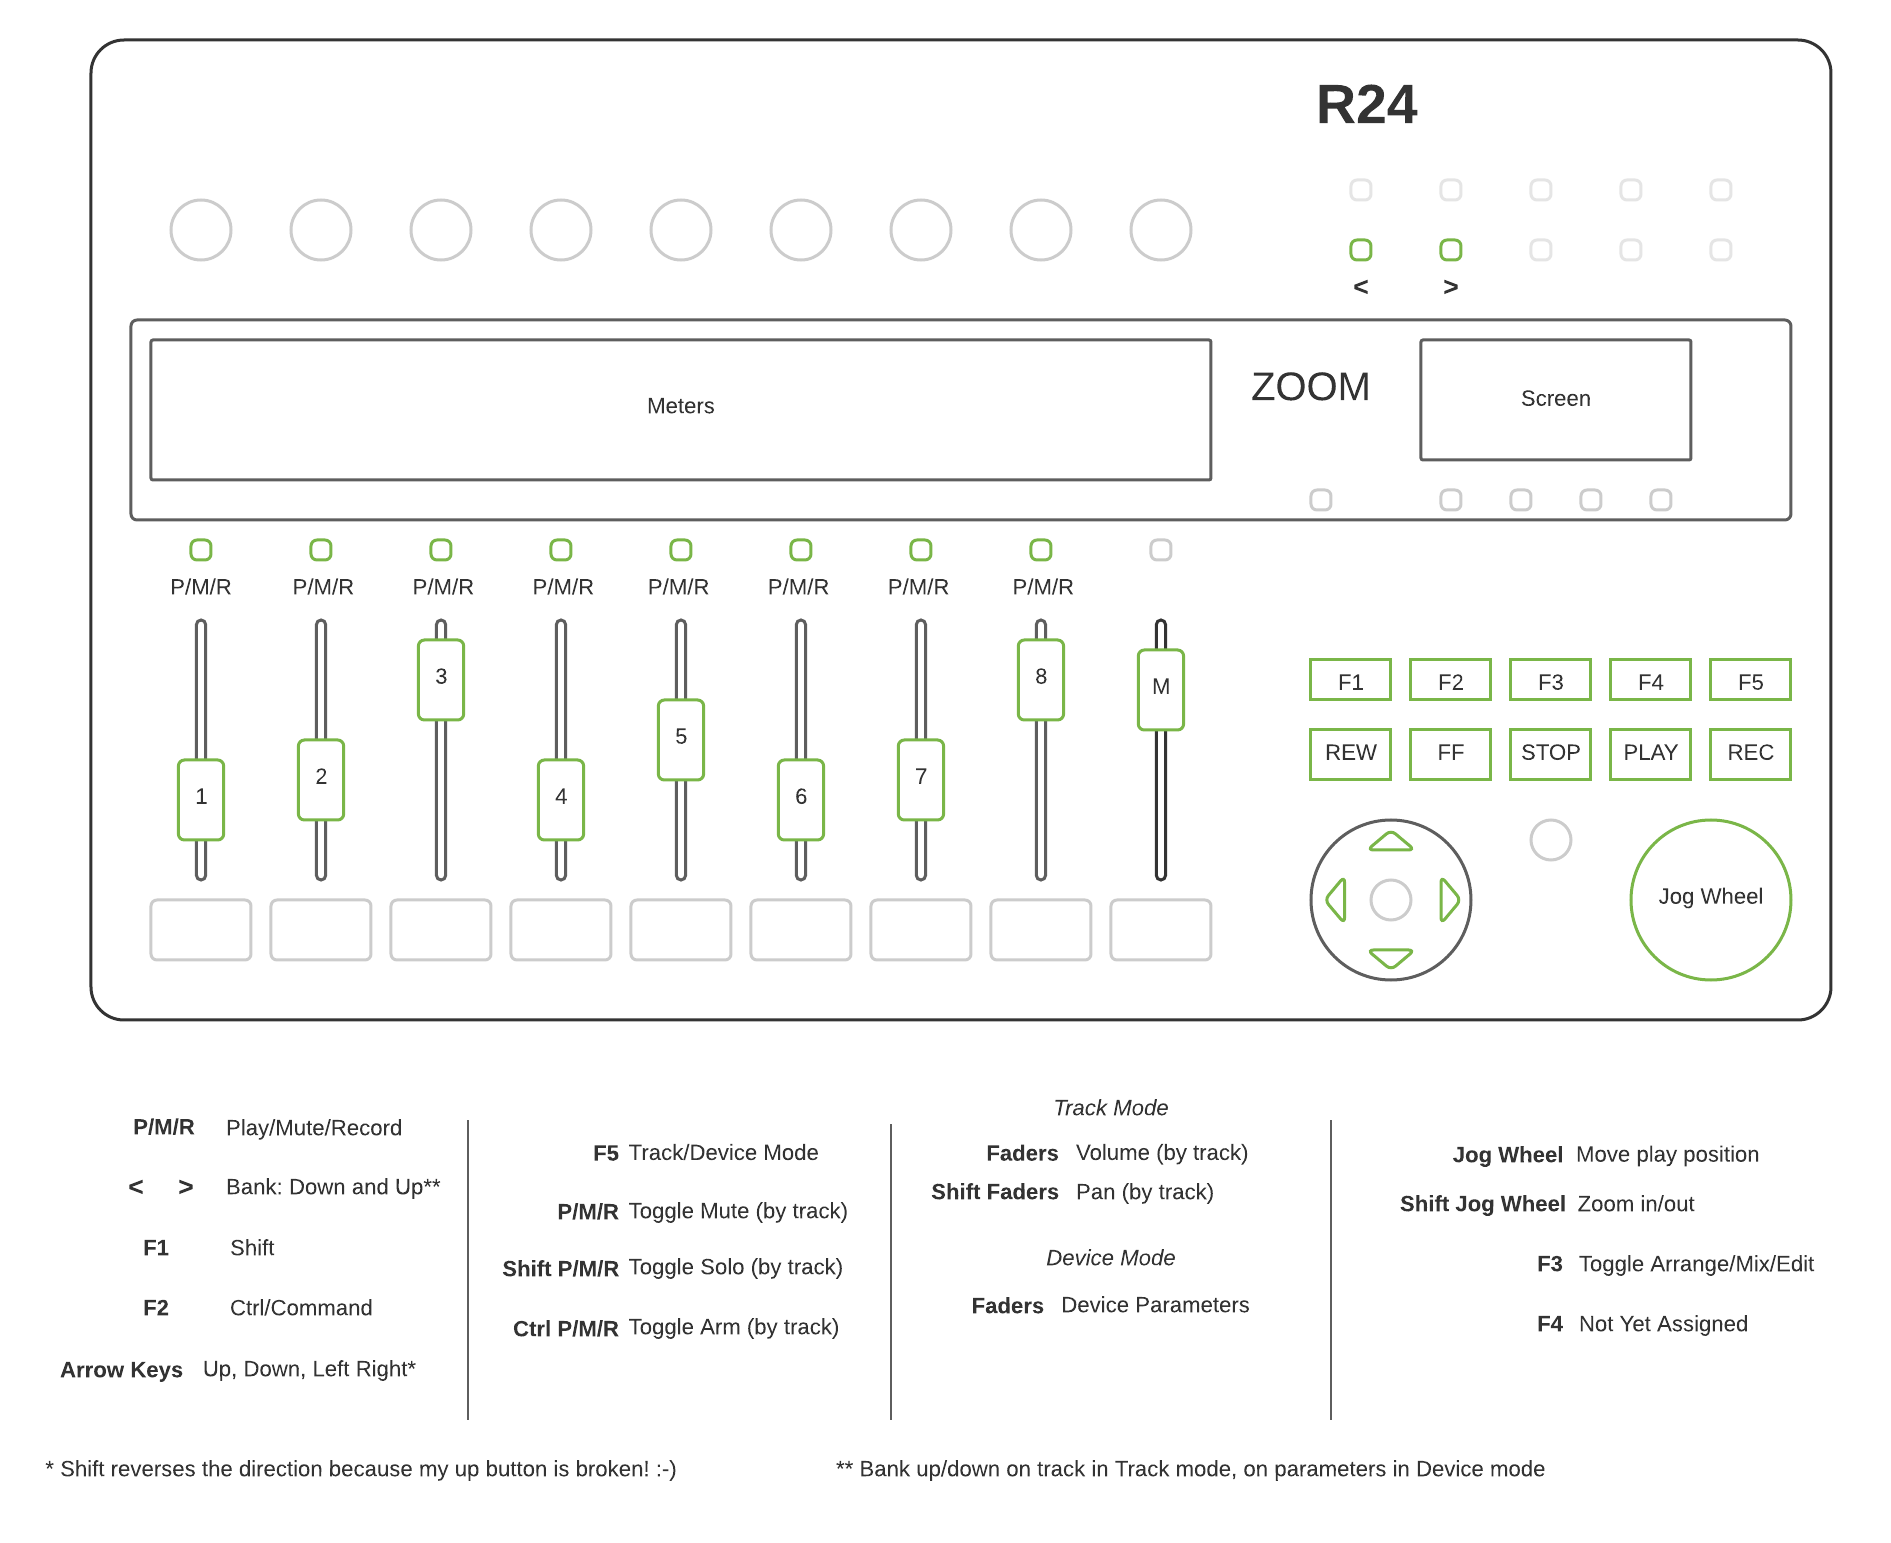 R24
< >
Meters
ZOOM
Screen
P/M/R P/M/R P/M/R P/M/R P/M/R P/M/R P/M/R P/M/R
1 2 3 4 5 6 7 8 M
F1 F2 F3 F4 F5
REW FF STOP PLAY REC
Jog Wheel
P/M/R Play/Mute/Record
< > Bank: Down and Up**
F1 Shift
F2 Ctrl/Command
Arrow Keys Up, Down, Left Right*
F5 Track/Device Mode
P/M/R Toggle Mute (by track)
Shift P/M/R Toggle Solo (by track)
Ctrl P/M/R Toggle Arm (by track)
Track Mode
Faders Volume (by track)
Shift Faders Pan (by track)
Device Mode
Faders Device Parameters
Jog Wheel Move play position
Shift Jog Wheel Zoom in/out
F3 Toggle Arrange/Mix/Edit
F4 Not Yet Assigned
* Shift reverses the direction because my up button is broken! :-)
** Bank up/down on track in Track mode, on parameters in Device mode